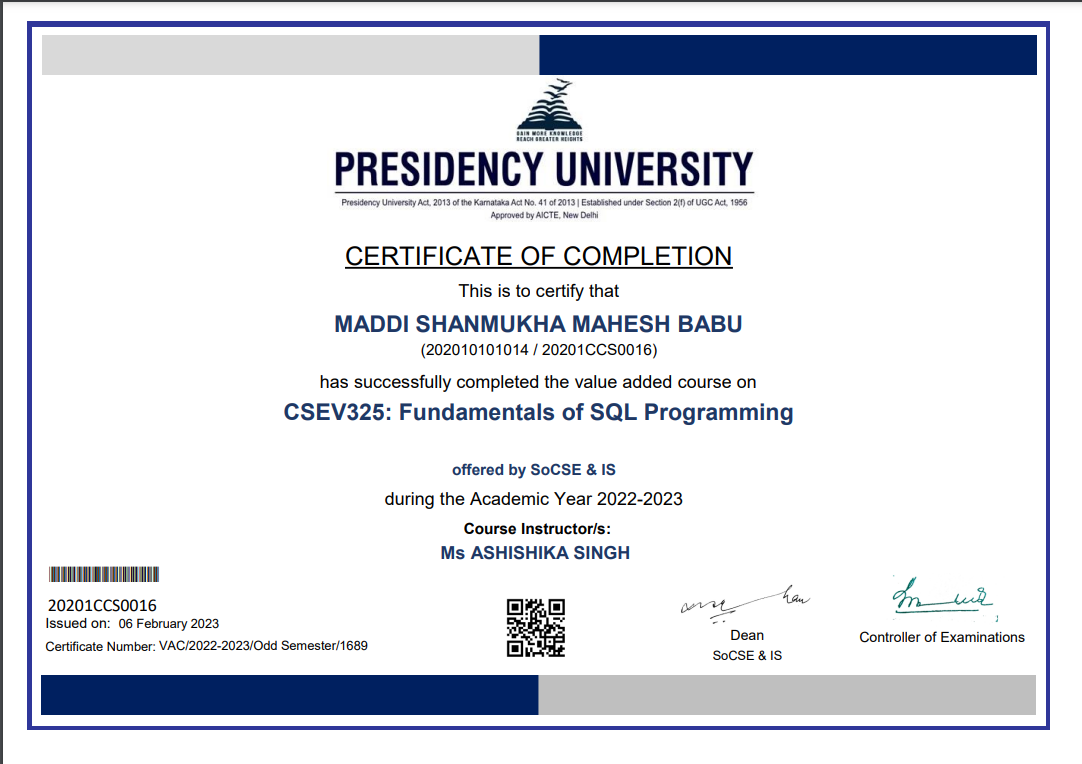 GAIN MORE KNOWLEDGE
REACH GREATER HEIGHTS
PRESIDENCY UNIVERSITY
Presidency University Act, 2013 of the Karnataka Act No. 41 of 2013 | Established under Section 2(f) of UGC Act, 1956
Approved by AICTE, New Delhi
CERTIFICATE OF COMPLETION
This is to certify that
MADDI SHANMUKHA MAHESH BABU
(202010101014 / 20201CCS0016)
has successfully completed the value added course on
CSEV325: Fundamentals of SQL Programming
offered by SoCSE & IS
during the Academic Year 2022-2023
Course Instructor/s:
Ms ASHISHIKA SINGH
20201CCS0016
Issued on: 06 February 2023
Certificate Number: VAC/2022-2023/Odd Semester/1689
Dean
SoCSE & IS
Controller of Examinations